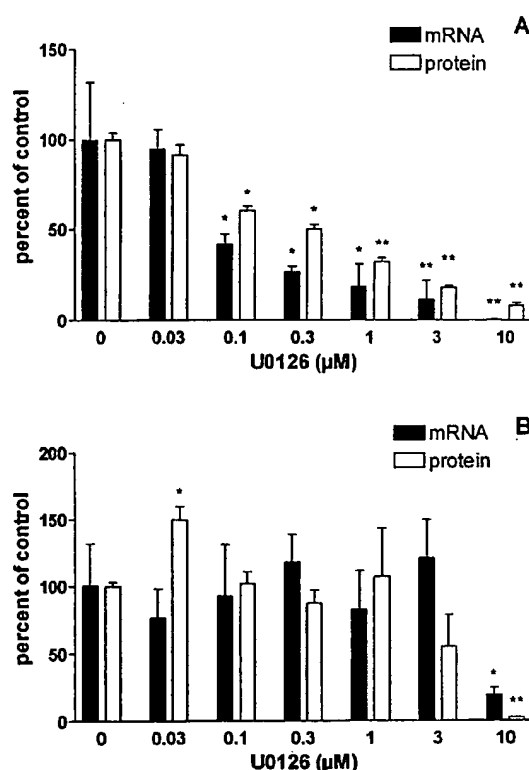 A
mRNA
protein
percent of control
150
100
50
0
* * * * * ** ** ** ** **
0 0.03 0.1 0.3 1 3 10
U0126 (µM)
B
mRNA
protein
percent of control
200
150
100
50
0
* * **
0 0.03 0.1 0.3 1 3 10
U0126 (µM)